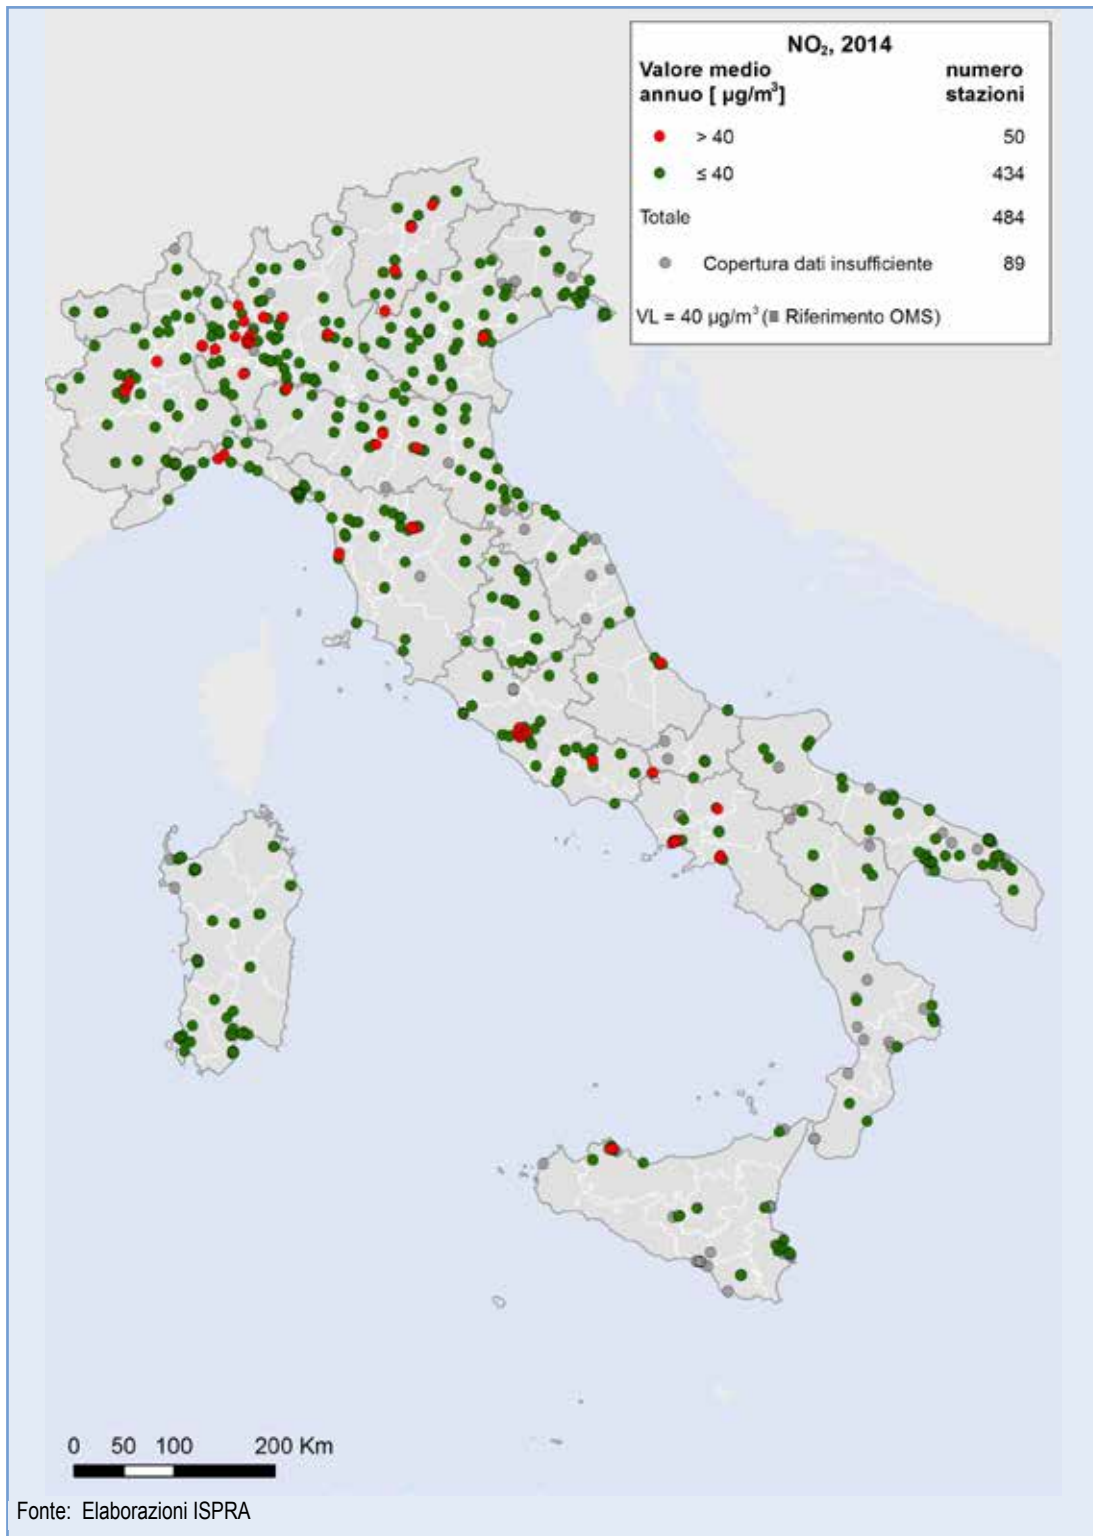 NO₂, 2014
Valore medio annuo [ µg/m³] numero stazioni
> 40 50
≤ 40 434
Totale 484
Copertura dati insufficiente 89
VL = 40 µg/m³ (≡ Riferimento OMS)
0 50 100 200 Km
Fonte: Elaborazioni ISPRA